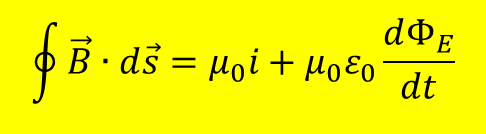 ∮ B⃗ · ds⃗ = μ₀i + μ₀ε₀ dΦ_E/dt